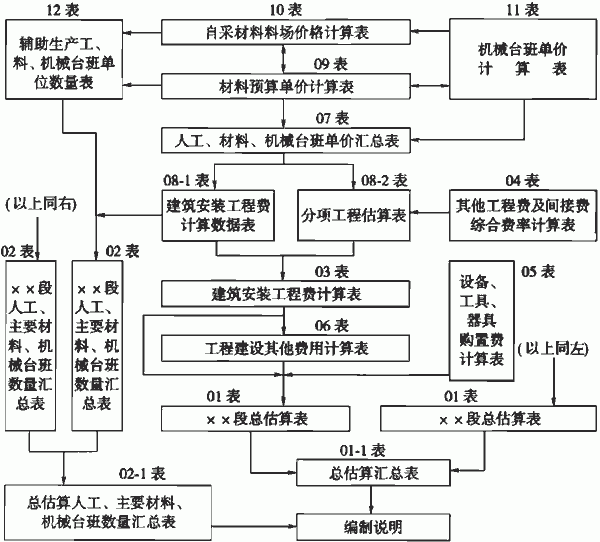 12 表
10 表
11 表
辅助生产工、
料、机械台班单
位数量表
自采材料料场价格计算表
机械台班单价
计 算 表
09 表
材料预算单价计算表
07 表
人工、材料、机械台班单价汇总表
08-1 表
08-2 表
04 表
(以上同右)
建筑安装工程费
计算数据表
分项工程估算表
其他工程费及间接费
综合费率计算表
02 表
02 表
××段
人工、
主要材
料、机
械台班
数量汇
总表
××段
人工、
主要材
料、机
械台班
数量汇
总表
03 表
建筑安装工程费计算表
05 表
设备、
工具、
器具
购置费
计算表
06 表
工程建设其他费用计算表
(以上同左)
01 表
01 表
××段总估算表
××段总估算表
01-1 表
总估算汇总表
02-1 表
总估算人工、主要材料、
机械台班数量汇总表
编制说明